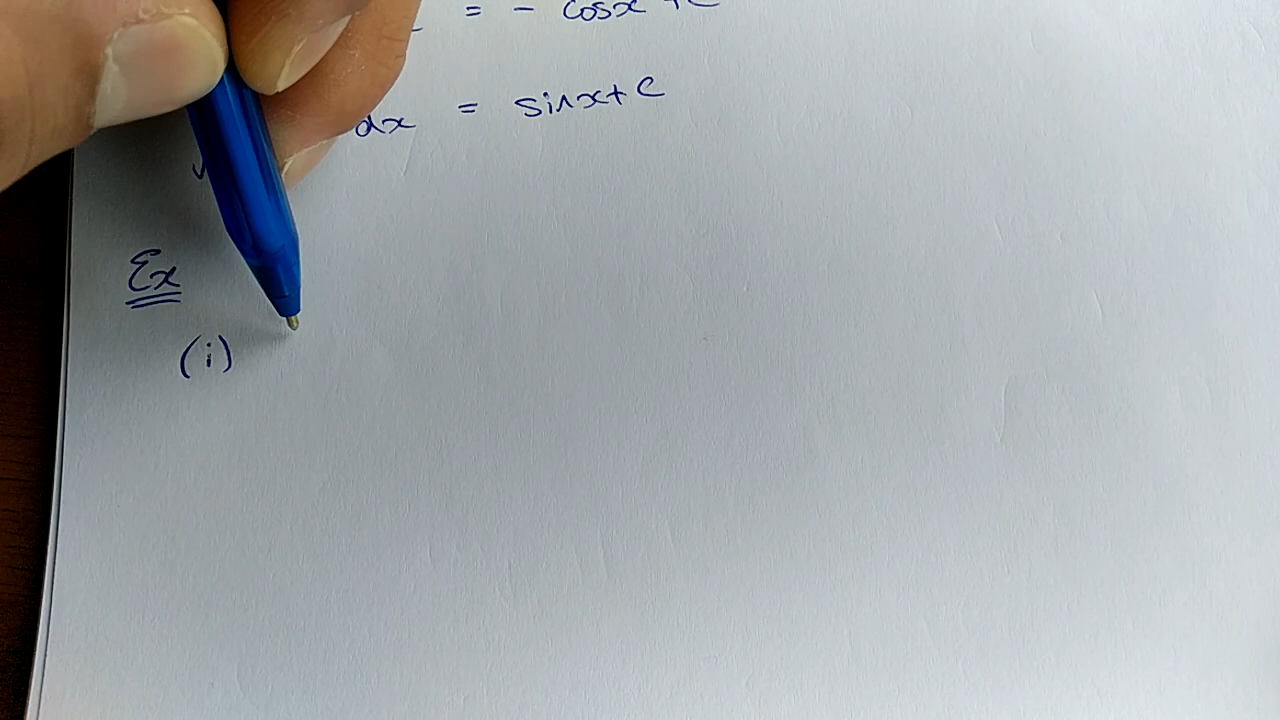 = - cosx + c
dx = sinx + c
Ex
(i)